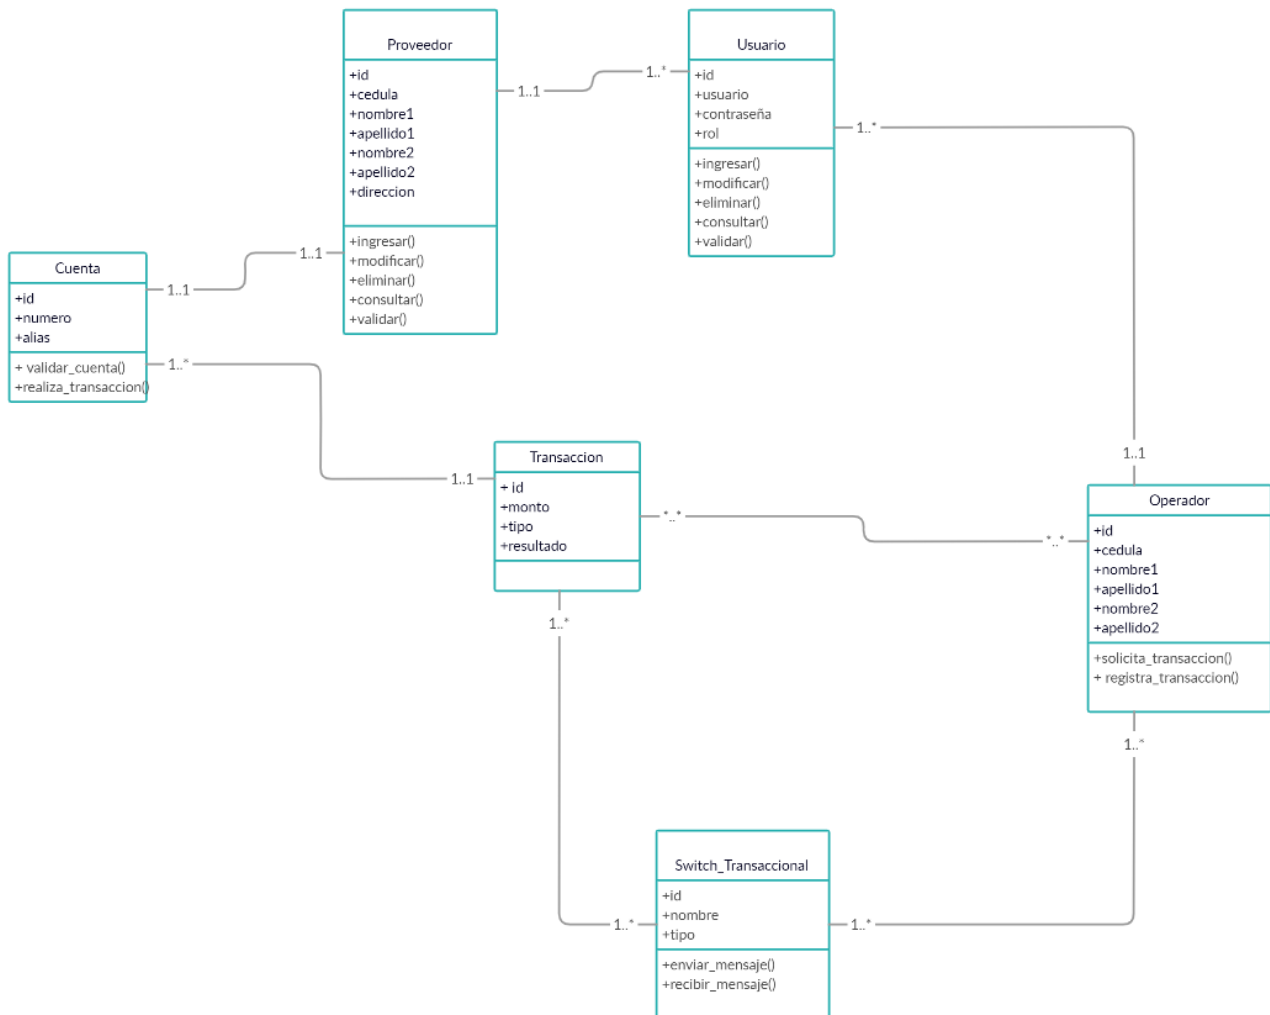 Proveedor
+id
+cedula
+nombre1
+apellido1
+nombre2
+apellido2
+direccion
+ingresar()
+modificar()
+eliminar()
+consultar()
+validar()
1..1
1..*
Usuario
+id
+usuario
+contraseña
+rol
+ingresar()
+modificar()
+eliminar()
+consultar()
+validar()
1..*
1..1
1..1
1..1
Cuenta
+id
+numero
+alias
+ validar_cuenta()
+realiza_transaccion()
1..*
1..1
Transaccion
+ id
+monto
+tipo
+resultado
*..*
*..*
Operador
+id
+cedula
+nombre1
+apellido1
+nombre2
+apellido2
+solicita_transaccion()
+ registra_transaccion()
1..*
1..*
Switch_Transaccional
+id
+nombre
+tipo
+enviar_mensaje()
+recibir_mensaje()
1..*
1..*